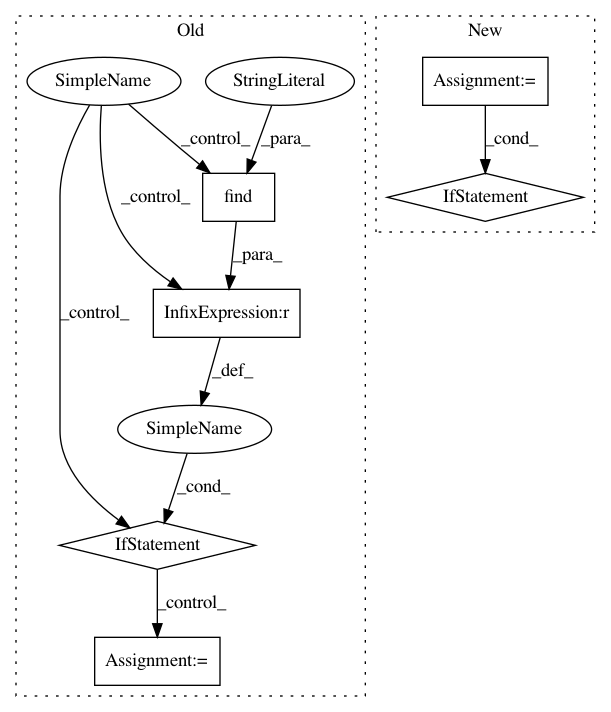 Old
New
SimpleName
StringLiteral
Assignment:=
_control_
_para_
_cond_
find
IfStatement
_control_
_para_
_control_
InfixExpression:r
_def_
SimpleName
_cond_
IfStatement
_control_
Assignment:=